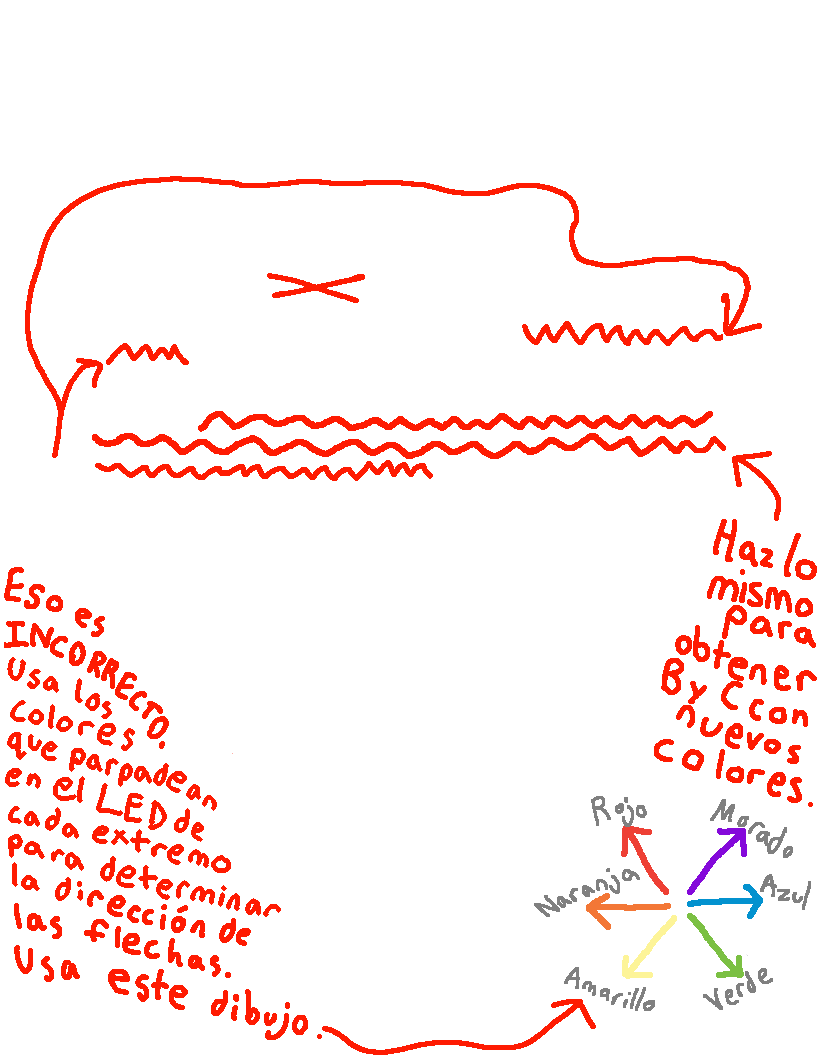 Haz lo
mismo
para
obtener
B y C con
nuevos
colores.
Eso es
INCORRECTO.
Usa los
colores
que parpadean
en el LED de
cada extremo
para determinar
la dirección de
las flechas.
Usa este dibujo.
Rojo
Morado
Naranja
Azul
Amarillo
Verde